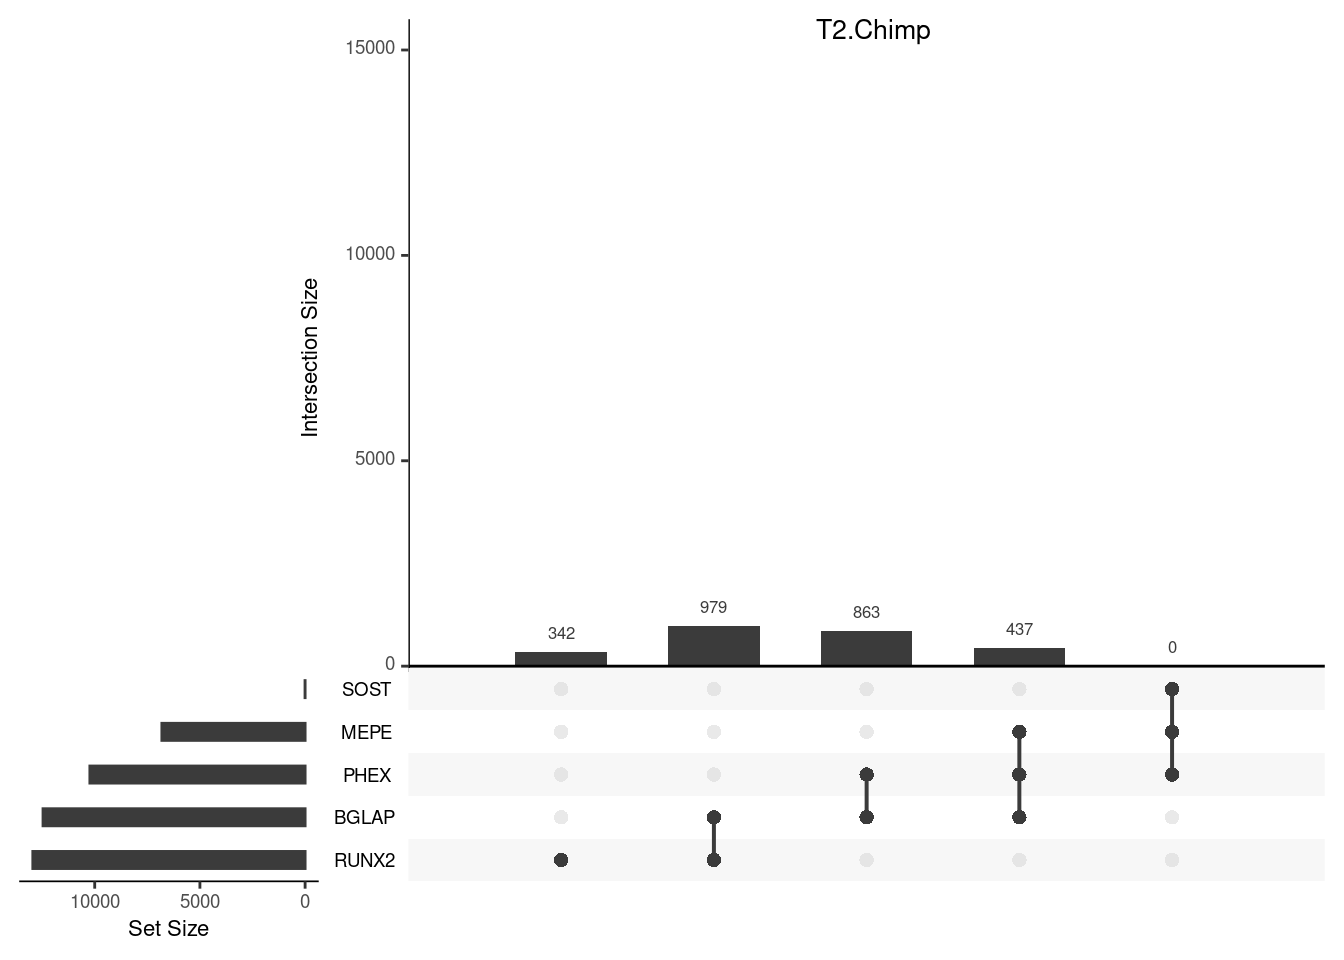 T2.Chimp
15000
10000
5000
0
Intersection Size
342
979
863
437
0
SOST
MEPE
PHEX
BGLAP
RUNX2
10000 5000 0
Set Size